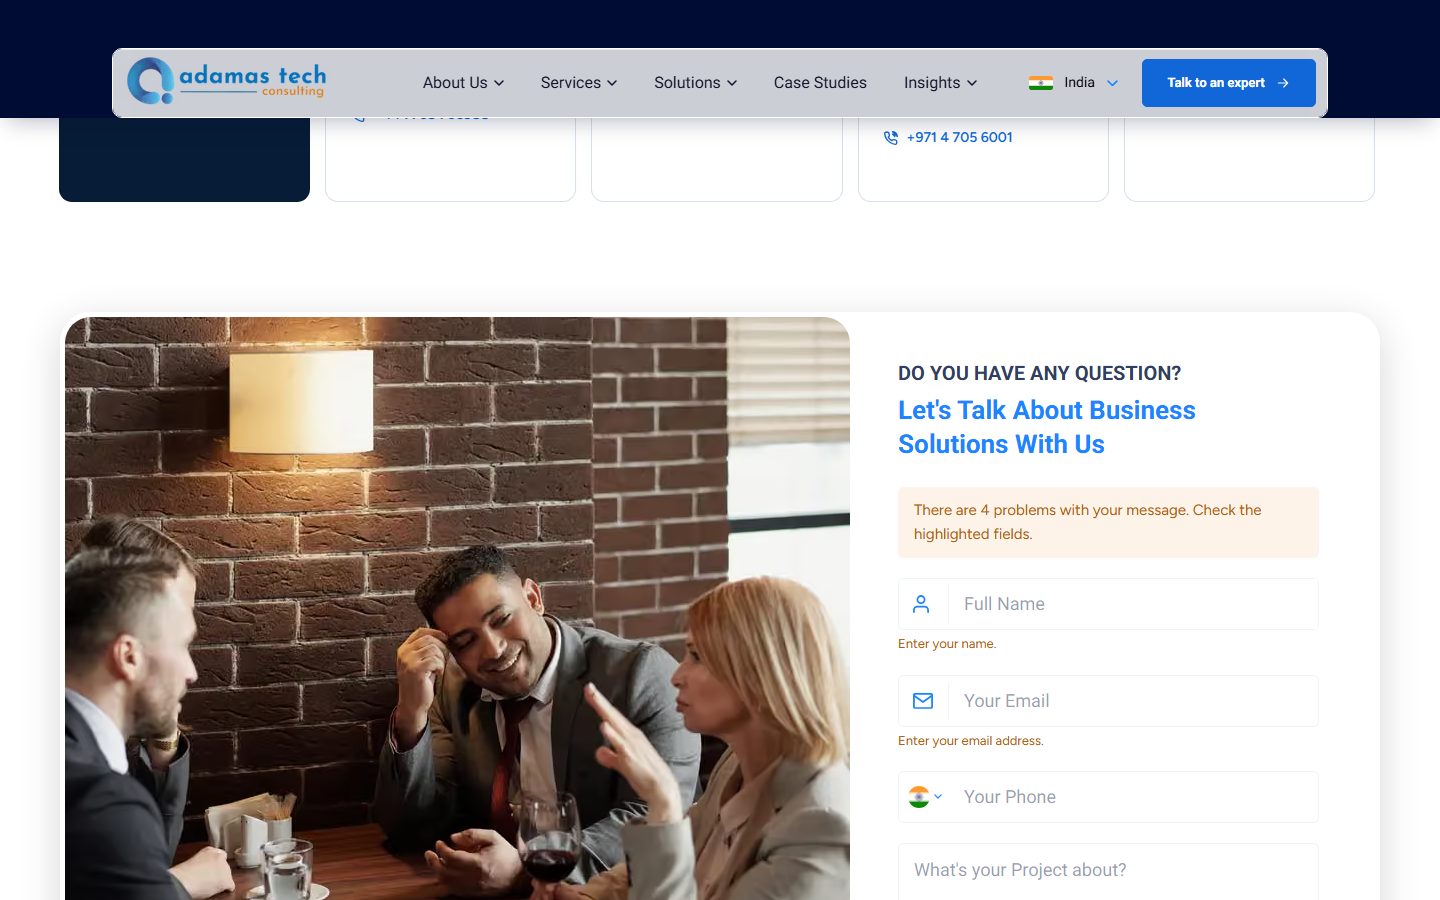 adamas tech
consulting
About Us
Services
Solutions
Case Studies
Insights
India
Talk to an expert
+971 4 705 6001
DO YOU HAVE ANY QUESTION?
Let's Talk About Business
Solutions With Us
There are 4 problems with your message. Check the
highlighted fields.
Full Name
Enter your name.
Your Email
Enter your email address.
Your Phone
What's your Project about?